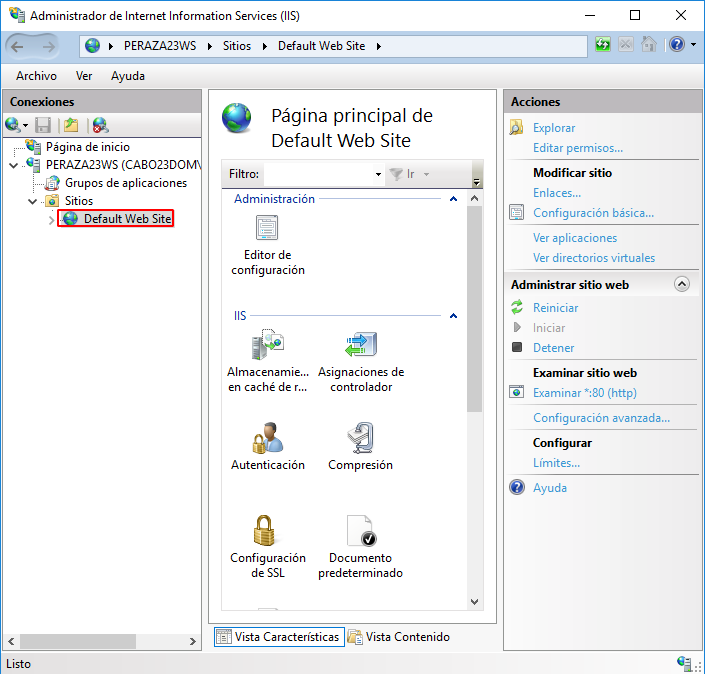 Administrador de Internet Information Services (IIS)
PERAZA23WS Sitios Default Web Site
Archivo Ver Ayuda
Conexiones
Página de inicio
PERAZA23WS (CABO23DOM\
Grupos de aplicaciones
Sitios
Default Web Site
Página principal de
Default Web Site
Filtro: Ir
Administración
Editor de
configuración
IIS
Almacenamie...
en caché de r...
Asignaciones de
controlador
Autenticación
Compresión
Configuración
de SSL
Documento
predeterminado
Vista Características
Vista Contenido
Acciones
Explorar
Editar permisos...
Modificar sitio
Enlaces...
Configuración básica...
Ver aplicaciones
Ver directorios virtuales
Administrar sitio web
Reiniciar
Iniciar
Detener
Examinar sitio web
Examinar *:80 (http)
Configuración avanzada...
Configurar
Límites...
Ayuda
Listo